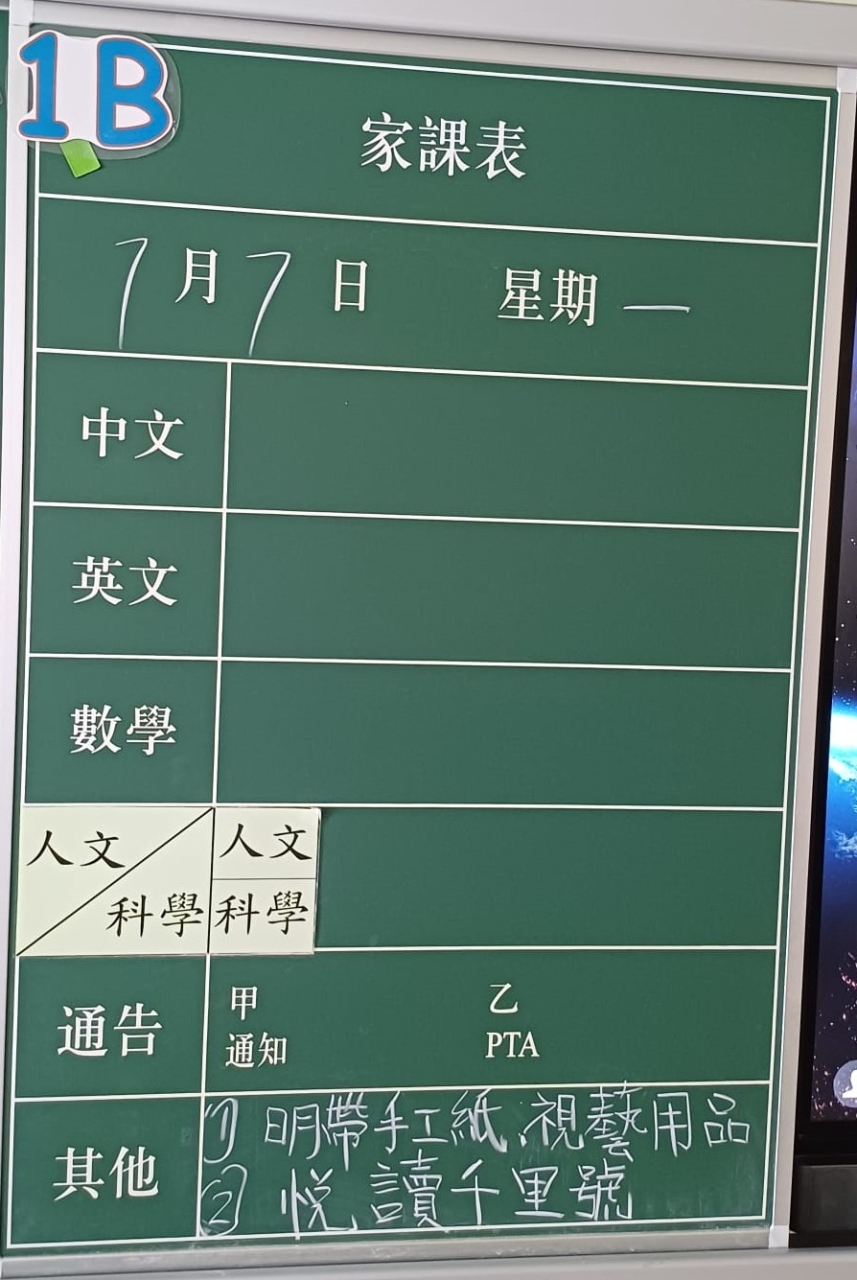 1B
家課表
7月7日 星期一
中文
英文
數學
人文
科學
人文
科學
通告
甲 乙
通知 PTA
其他
① 明帶手工紙、視藝用品
② 悅讀千里號